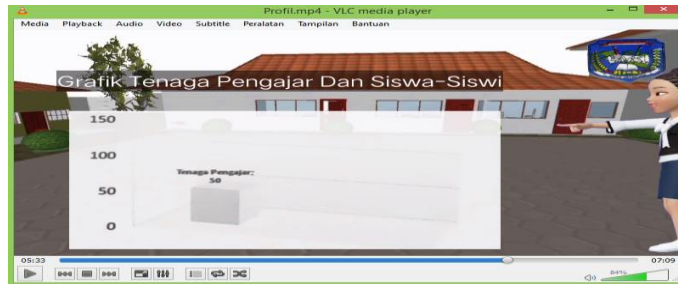 Profil.mp4 - VLC media player
Media Playback Audio Video Subtitle Peralatan Tampilan Bantuan
Grafik Tenaga Pengajar Dan Siswa-Siswi
150
100
Tenaga Pengajar;
50
50
0
05:33
07:09
84%